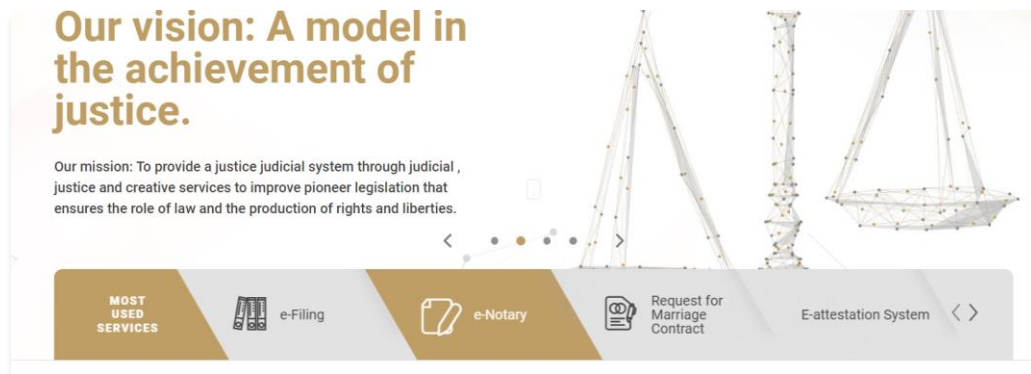 Our vision: A model in
the achievement of
justice.
Our mission: To provide a justice judicial system through judicial ,
justice and creative services to improve pioneer legislation that
ensures the role of law and the production of rights and liberties.
MOST
USED
SERVICES
e-Filing
e-Notary
Request for
Marriage
Contract
E-attestation System